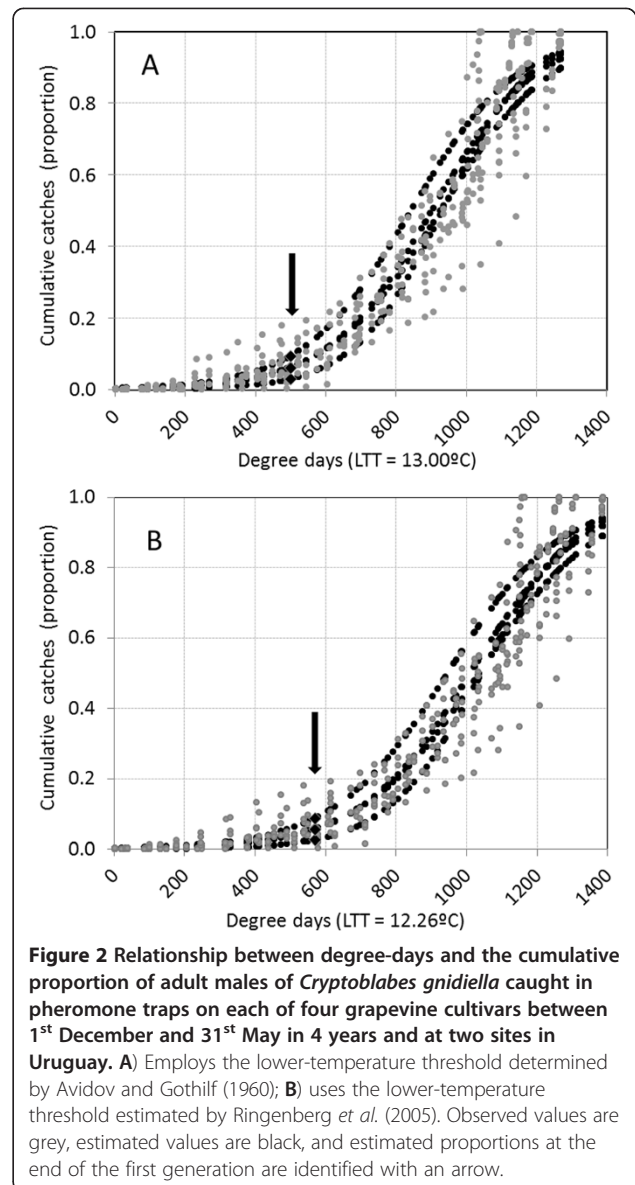 A
Cumulative catches (proportion)
1.0
0.8
0.6
0.4
0.2
0.0
0
200
400
600
800
1000
1200
1400
Degree days (LTT = 13.00ºC)
B
Cumulative catches (proportion)
1.0
0.8
0.6
0.4
0.2
0.0
0
200
400
600
800
1000
1200
1400
Degree days (LTT = 12.26ºC)
Figure 2 Relationship between degree-days and the cumulative
proportion of adult males of Cryptoblabes gnidiella caught in
pheromone traps on each of four grapevine cultivars between
1st December and 31st May in 4 years and at two sites in
Uruguay. A) Employs the lower-temperature threshold determined
by Avidov and Gothilf (1960); B) uses the lower-temperature
threshold estimated by Ringenberg et al. (2005). Observed values are
grey, estimated values are black, and estimated proportions at the
end of the first generation are identified with an arrow.